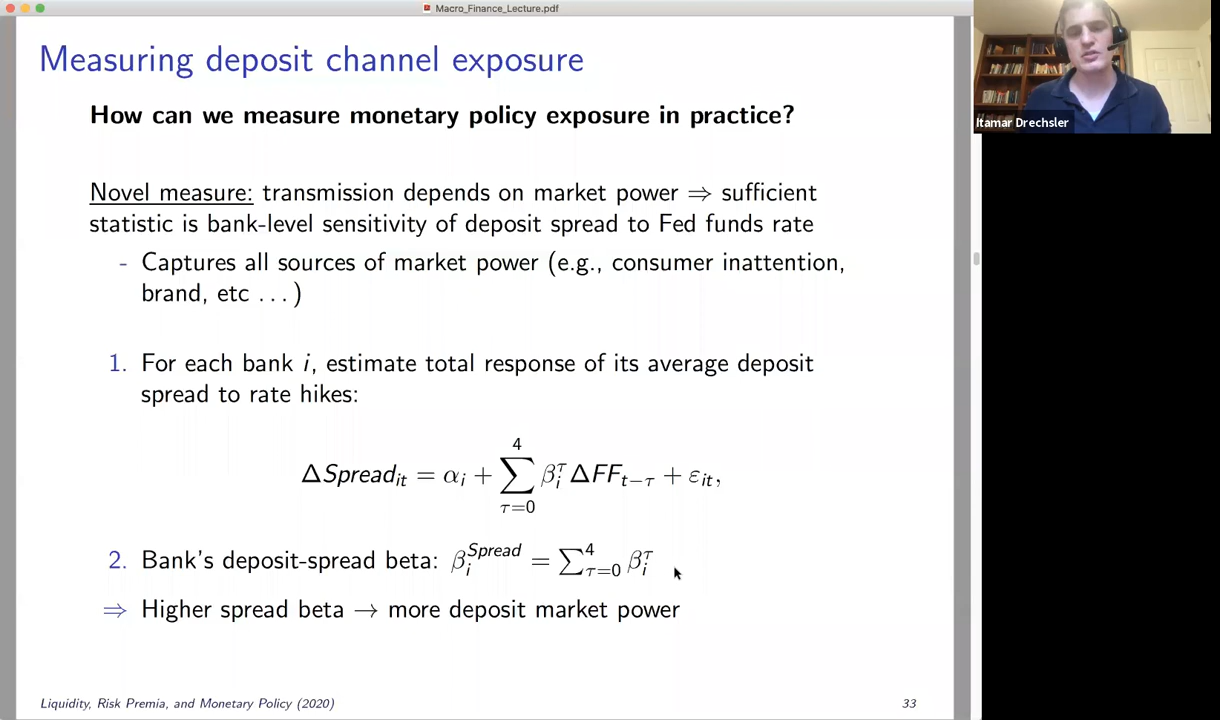 Macro_Finance_Lecture.pdf
Measuring deposit channel exposure
How can we measure monetary policy exposure in practice?
Novel measure: transmission depends on market power ⇒ sufficient
statistic is bank-level sensitivity of deposit spread to Fed funds rate
- Captures all sources of market power (e.g., consumer inattention,
brand, etc ...)
1. For each bank i, estimate total response of its average deposit
spread to rate hikes:
ΔSpread_{it} = α_i + ∑_{τ=0}^{4} β_i^τ ΔFF_{t−τ} + ε_{it},
2. Bank's deposit-spread beta: β_i^{Spread} = ∑_{τ=0}^{4} β_i^τ
⇒ Higher spread beta → more deposit market power
Liquidity, Risk Premia, and Monetary Policy (2020)
33
Itamar Drechsler